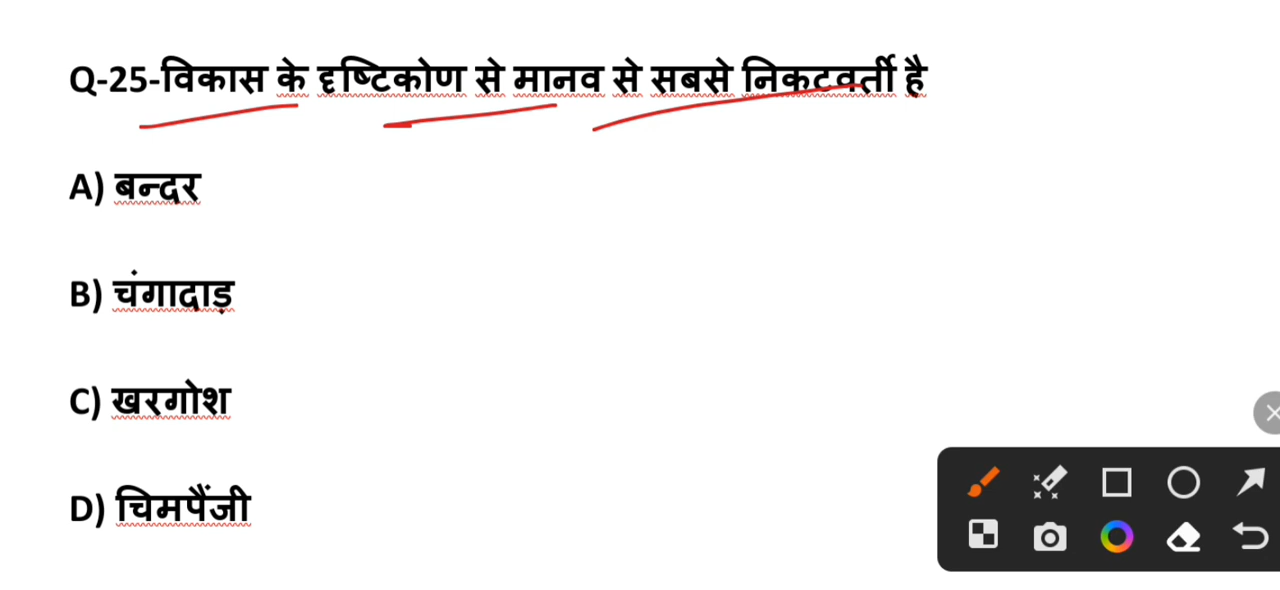 Q-25-विकास के दृष्टिकोण से मानव से सबसे निकटवर्ती है
A) बन्दर
B) चंगादाड़
C) खरगोश
D) चिमपैंजी